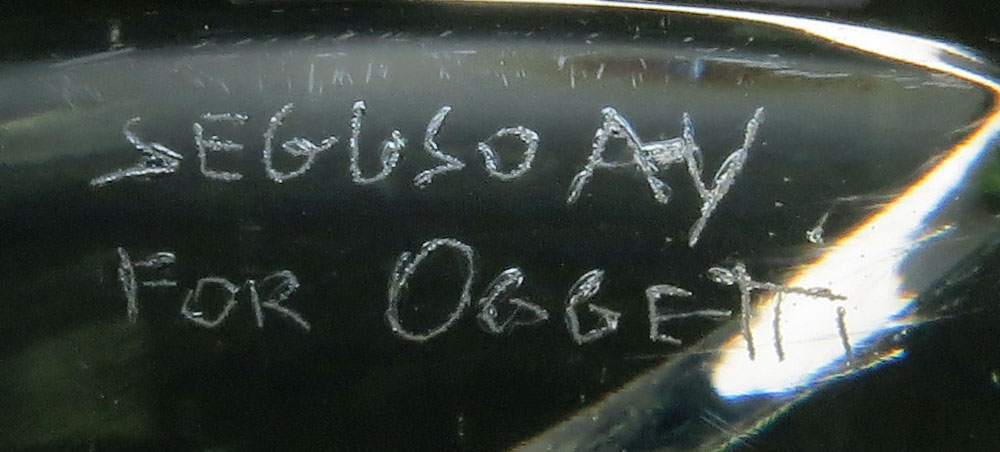 SEGUSO AV
FOR OGGETTI